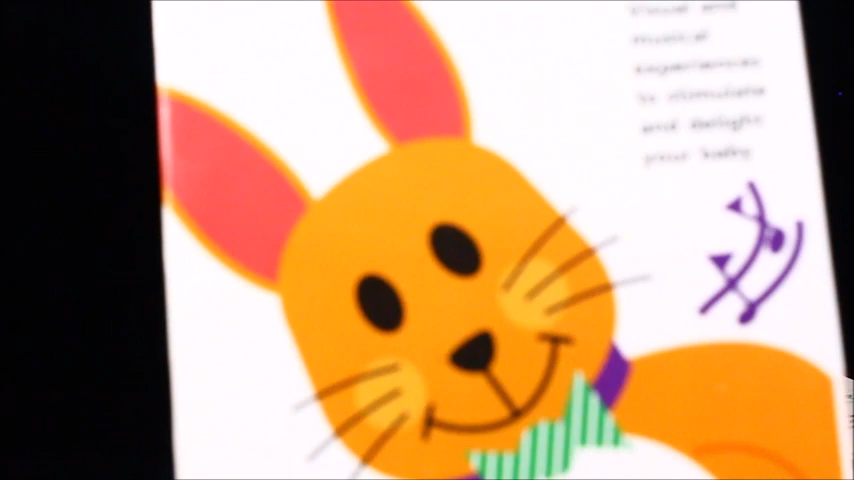 Visual and
musical
experiences
to stimulate
and delight
your baby